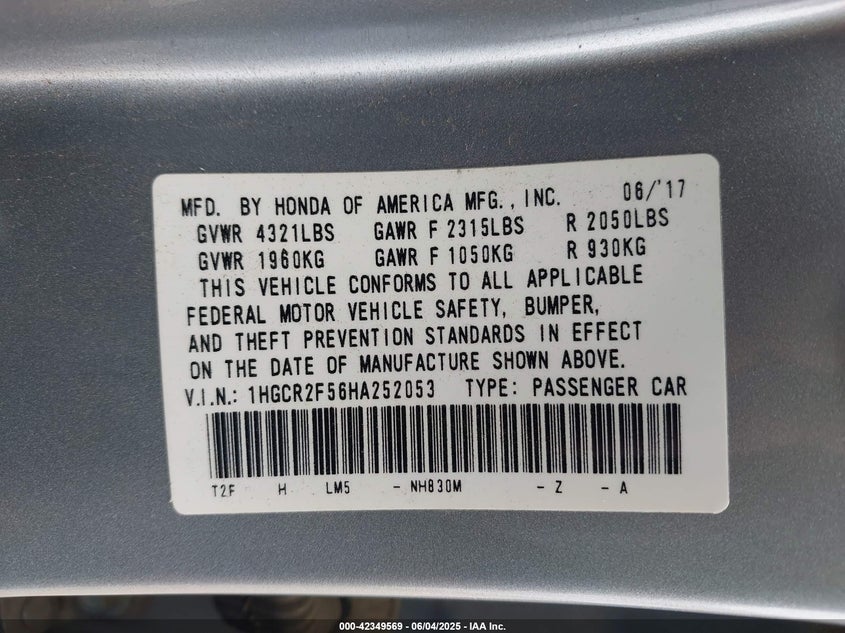 MFD. BY HONDA OF AMERICA MFG., INC. 06/'17
GVWR 4321LBS GAWR F 2315LBS R 2050LBS
GVWR 1960KG GAWR F 1050KG R 930KG
THIS VEHICLE CONFORMS TO ALL APPLICABLE
FEDERAL MOTOR VEHICLE SAFETY, BUMPER,
AND THEFT PREVENTION STANDARDS IN EFFECT
ON THE DATE OF MANUFACTURE SHOWN ABOVE.
V.I.N.: 1HGCR2F56HA252053 TYPE: PASSENGER CAR
T2F H LM5 - NH830M - Z - A
000-42349569 - 06/04/2025 - IAA Inc.